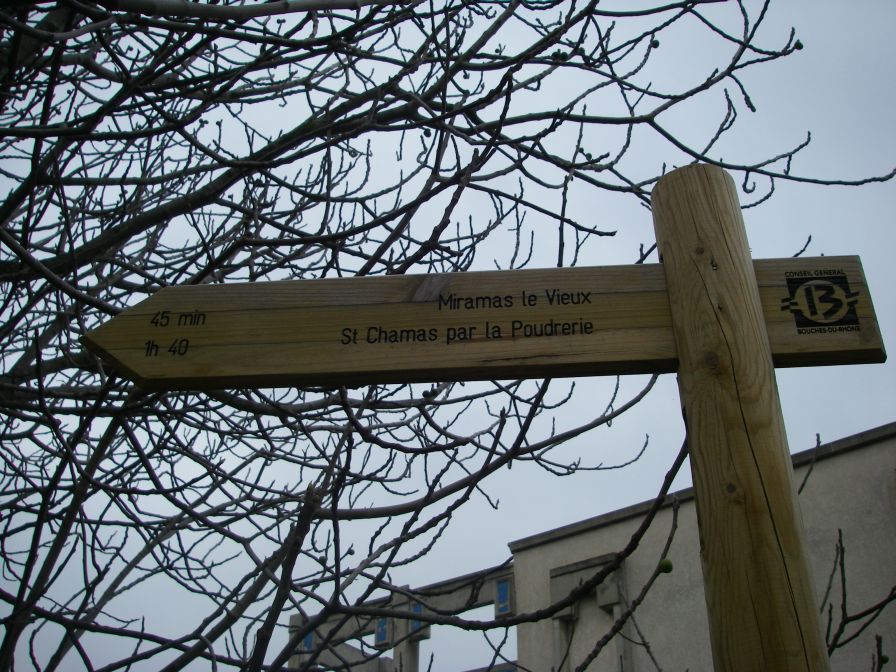 45 min Miramas le Vieux
1h 40 St Chamas par la Poudrerie
CONSEIL GENERAL
13
BOUCHES-DU-RHONE